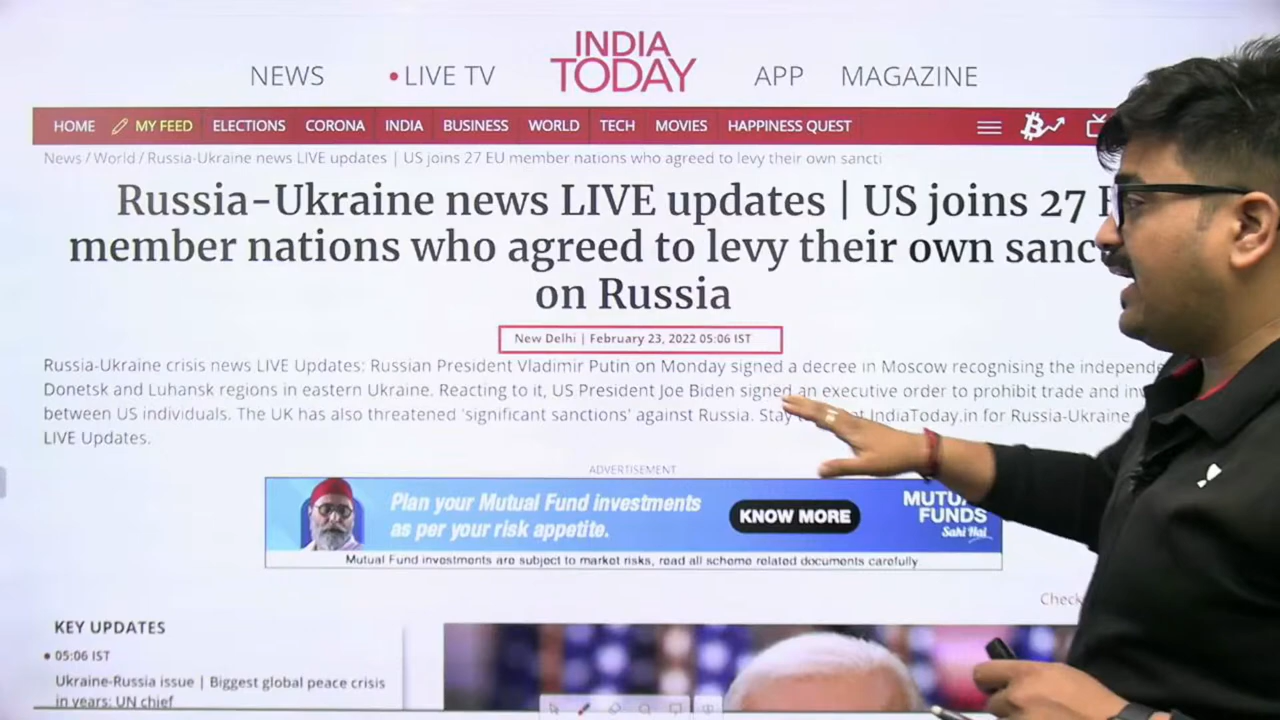 INDIA
TODAY
NEWS
LIVE TV
APP
MAGAZINE
HOME
MY FEED
ELECTIONS
CORONA
INDIA
BUSINESS
WORLD
TECH
MOVIES
HAPPINESS QUEST
News / World / Russia-Ukraine news LIVE updates | US joins 27 EU member nations who agreed to levy their own sancti
Russia-Ukraine news LIVE updates | US joins 27
member nations who agreed to levy their own sanc
on Russia
New Delhi | February 23, 2022 05:06 IST
Russia-Ukraine crisis news LIVE Updates: Russian President Vladimir Putin on Monday signed a decree in Moscow recognising the independe
Donetsk and Luhansk regions in eastern Ukraine. Reacting to it, US President Joe Biden signed an executive order to prohibit trade and inv
between US individuals. The UK has also threatened 'significant sanctions' against Russia. Stay IndiaToday.in for Russia-Ukraine
LIVE Updates.
ADVERTISEMENT
Plan your Mutual Fund investments
as per your risk appetite.
KNOW MORE
MUTUAL
FUNDS
Sahi Hai
Mutual Fund investments are subject to market risks, read all scheme related documents carefully
Check
KEY UPDATES
• 05:06 IST
Ukraine-Russia issue | Biggest global peace crisis
in years: UN chief